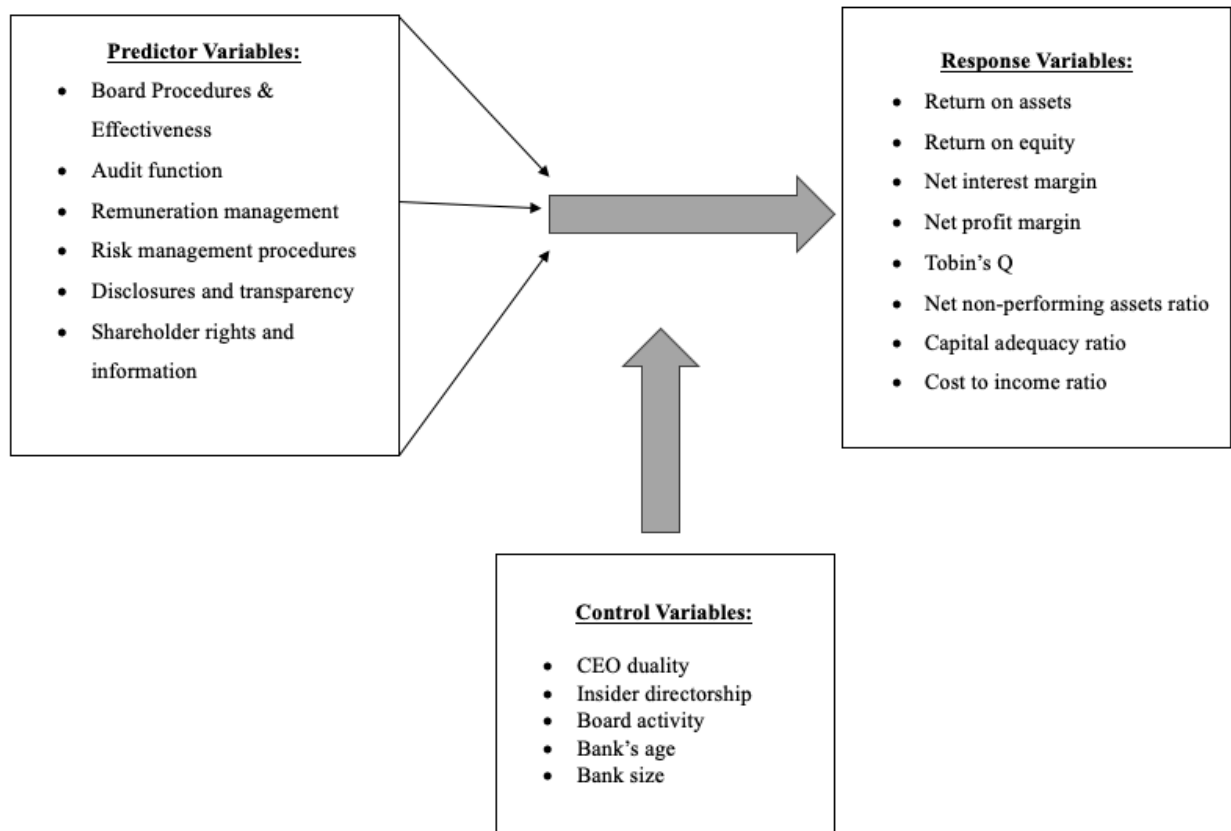 Predictor Variables:
• Board Procedures &
Effectiveness
• Audit function
• Remuneration management
• Risk management procedures
• Disclosures and transparency
• Shareholder rights and
information
Response Variables:
• Return on assets
• Return on equity
• Net interest margin
• Net profit margin
• Tobin’s Q
• Net non-performing assets ratio
• Capital adequacy ratio
• Cost to income ratio
Control Variables:
• CEO duality
• Insider directorship
• Board activity
• Bank’s age
• Bank size